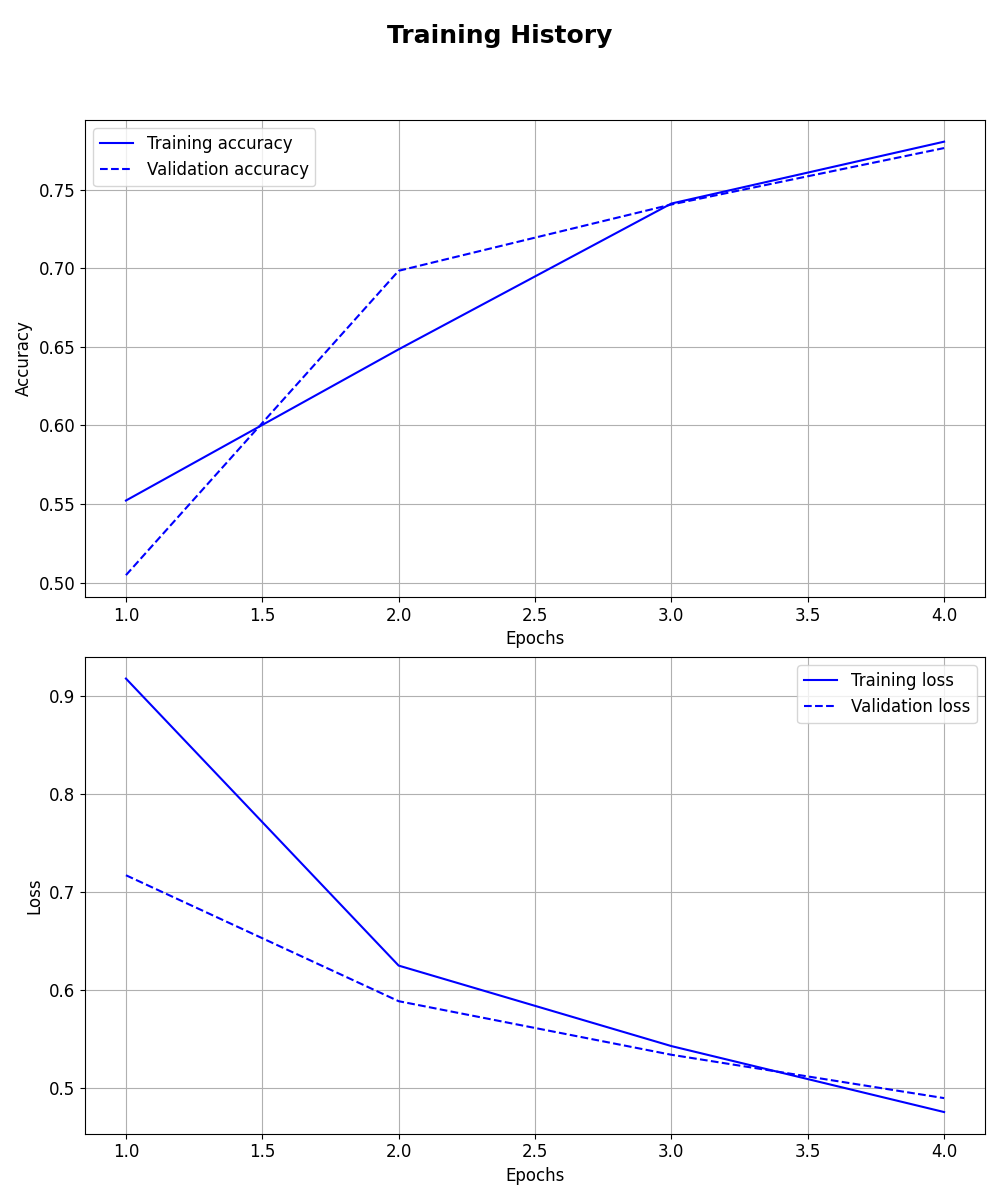 Training History
Training accuracy
Validation accuracy
0.75
0.70
0.65
0.60
0.55
0.50
Accuracy
1.0 1.5 2.0 2.5 3.0 3.5 4.0
Epochs
Training loss
Validation loss
0.9
0.8
0.7
0.6
0.5
Loss
1.0 1.5 2.0 2.5 3.0 3.5 4.0
Epochs